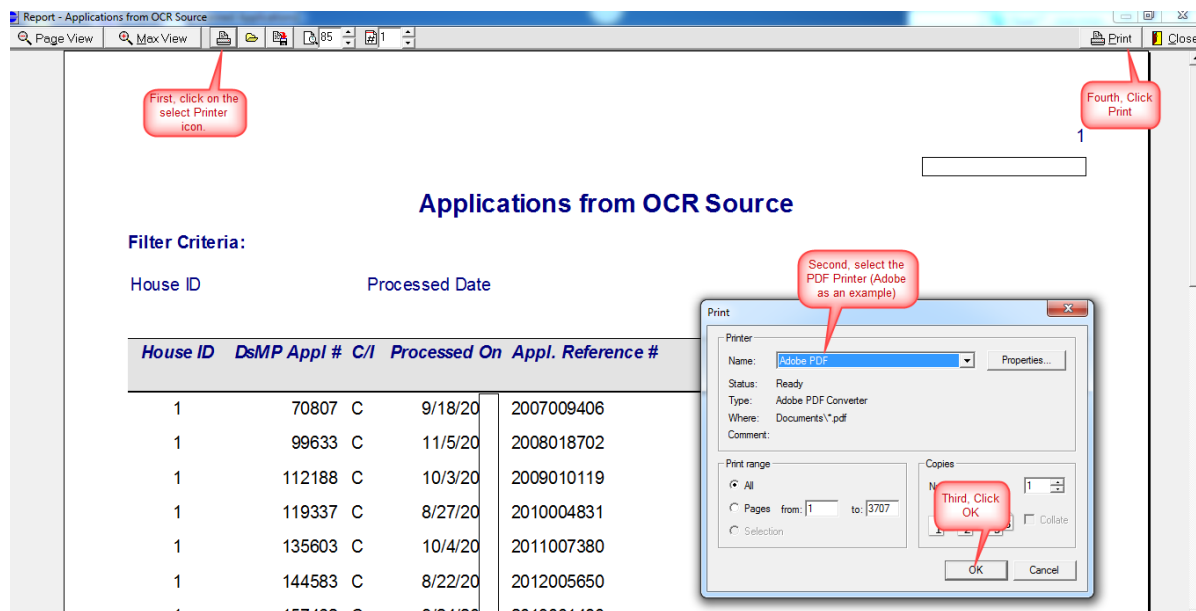 Report - Applications from OCR Source
Page View Max View 85 1 Print Close
First, click on the
select Printer
icon.
Fourth, Click
Print
1
Applications from OCR Source
Filter Criteria:
House ID Processed Date
Second, select the
PDF Printer (Adobe
as an example)
House ID DsMP Appl # C/I Processed On Appl. Reference #
1 70807 C 9/18/20 2007009406
1 99633 C 11/5/20 2008018702
1 112188 C 10/3/20 2009010119
1 119337 C 8/27/20 2010004831
1 135603 C 10/4/20 2011007380
1 144583 C 8/22/20 2012005650
Print
Printer
Name: Adobe PDF Properties...
Status: Ready
Type: Adobe PDF Converter
Where: Documents\*.pdf
Comment:
Print range
All
Pages from: 1 to: 3707
Selection
Copies
1
Third, Click
OK
Collate
OK Cancel